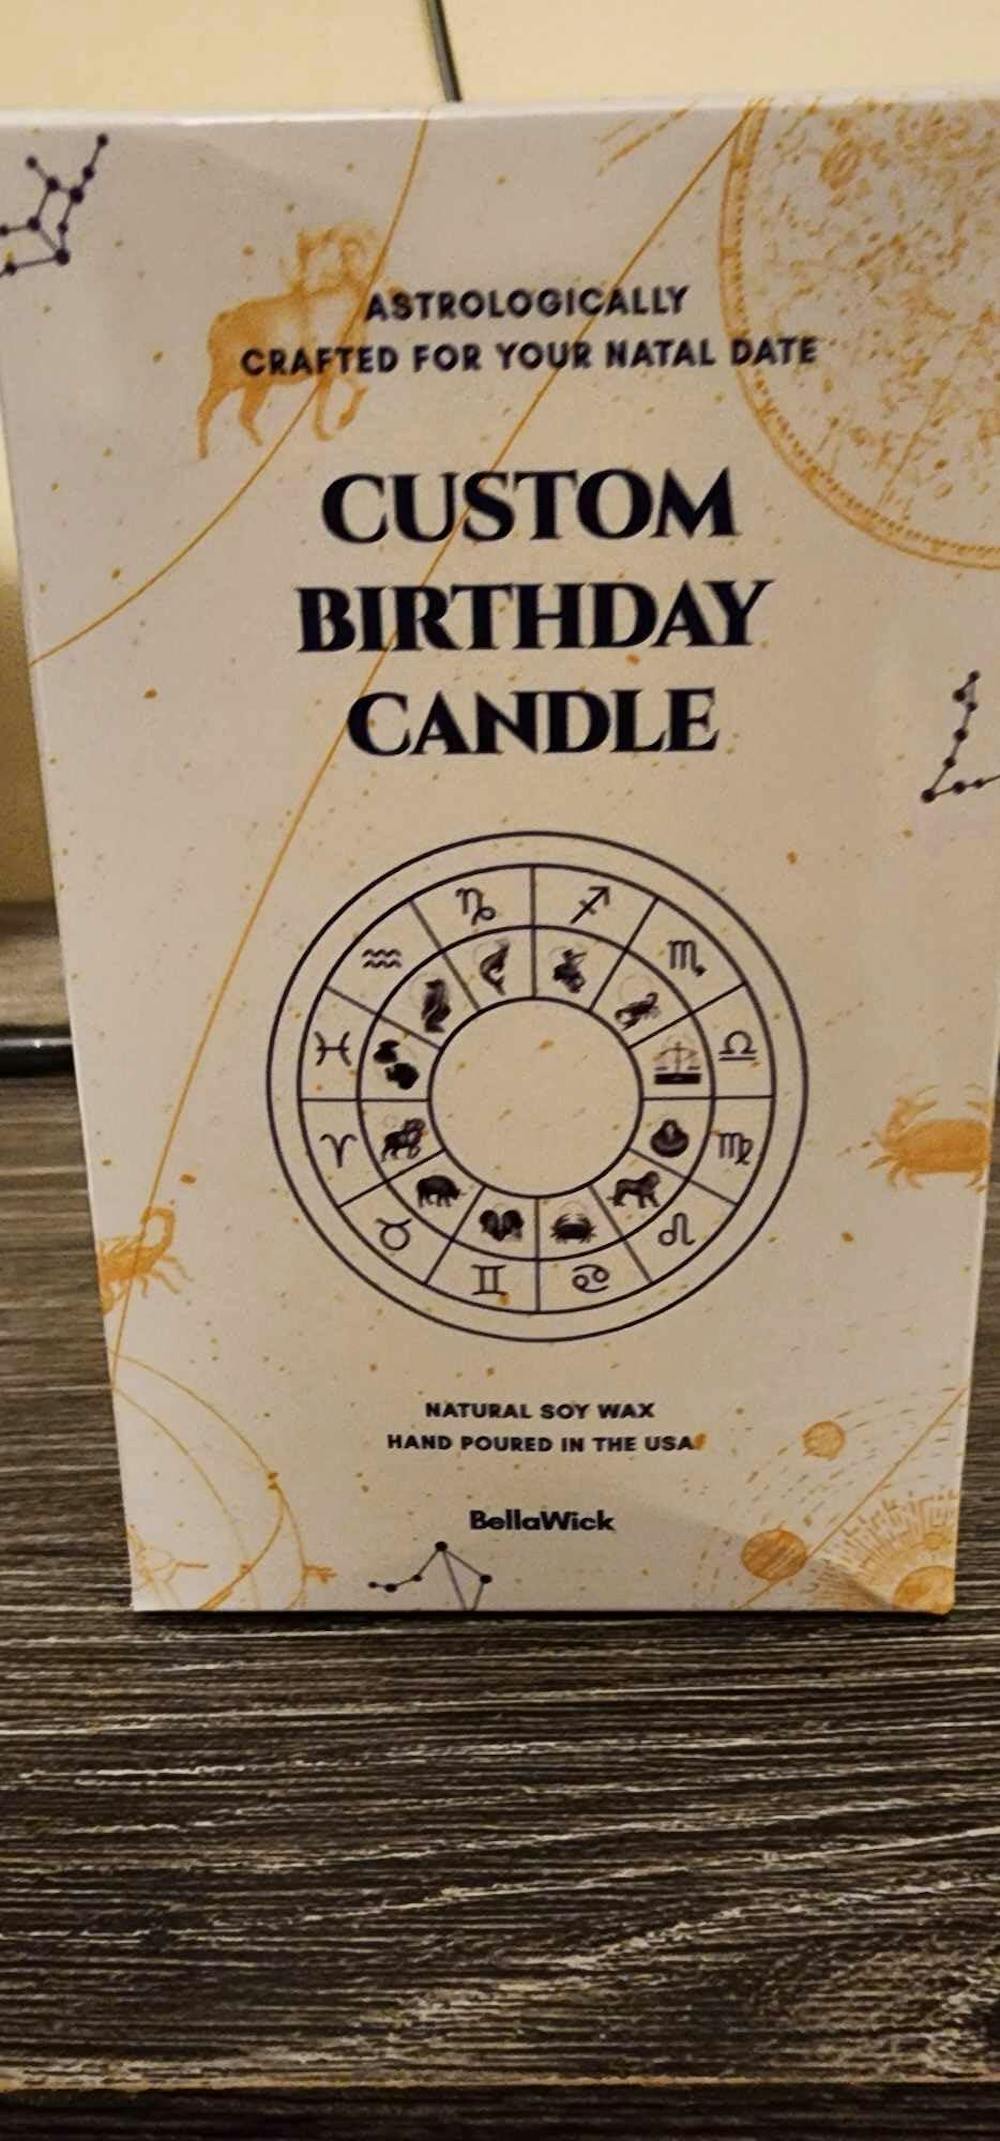 ASTROLOGICALLY
CRAFTED FOR YOUR NATAL DATE
CUSTOM
BIRTHDAY
CANDLE
♑ ♐
♒ ♏
♓ ♎
♈ ♍
♉ ♌
♊ ♋
NATURAL SOY WAX
HAND POURED IN THE USA
BellaWick